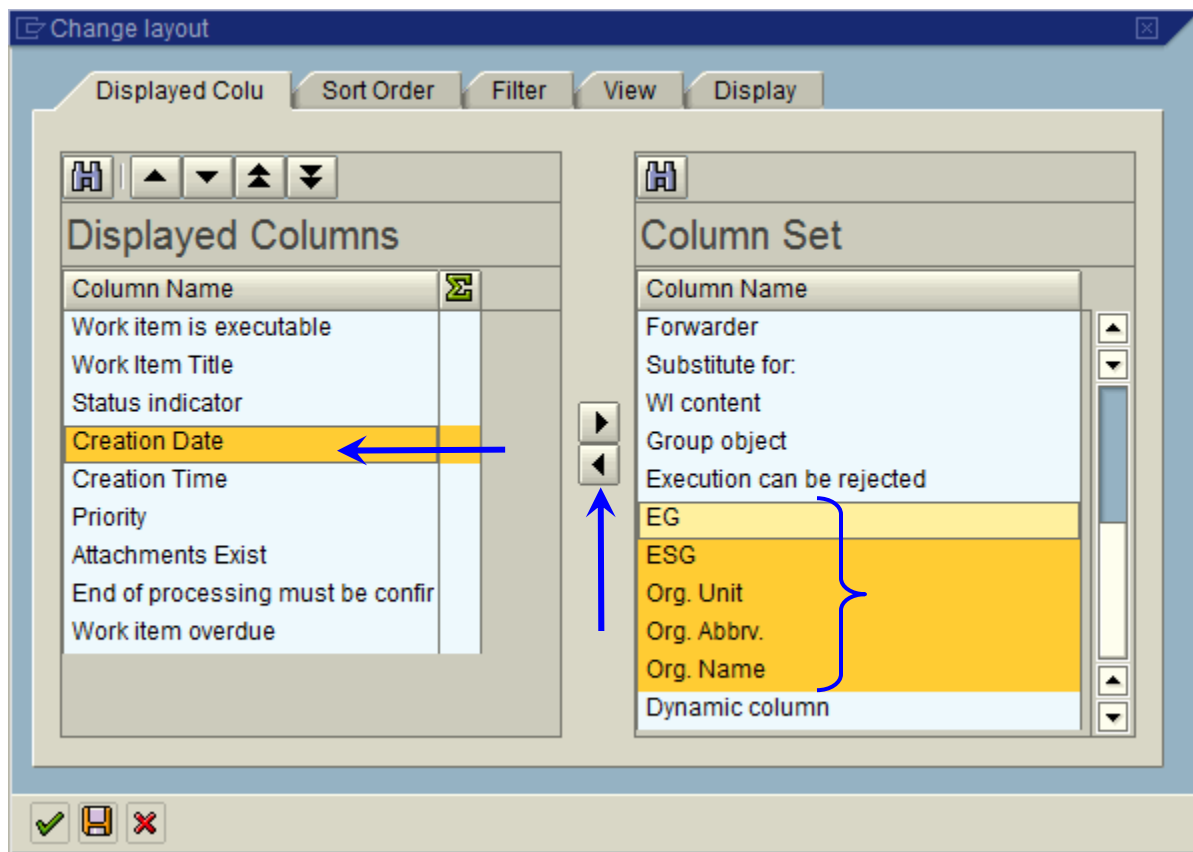 Change layout
Displayed Colu
Sort Order
Filter
View
Display
Displayed Columns
Column Name
Work item is executable
Work Item Title
Status indicator
Creation Date
Creation Time
Priority
Attachments Exist
End of processing must be confir
Work item overdue
Column Set
Column Name
Forwarder
Substitute for:
WI content
Group object
Execution can be rejected
EG
ESG
Org. Unit
Org. Abbrv.
Org. Name
Dynamic column